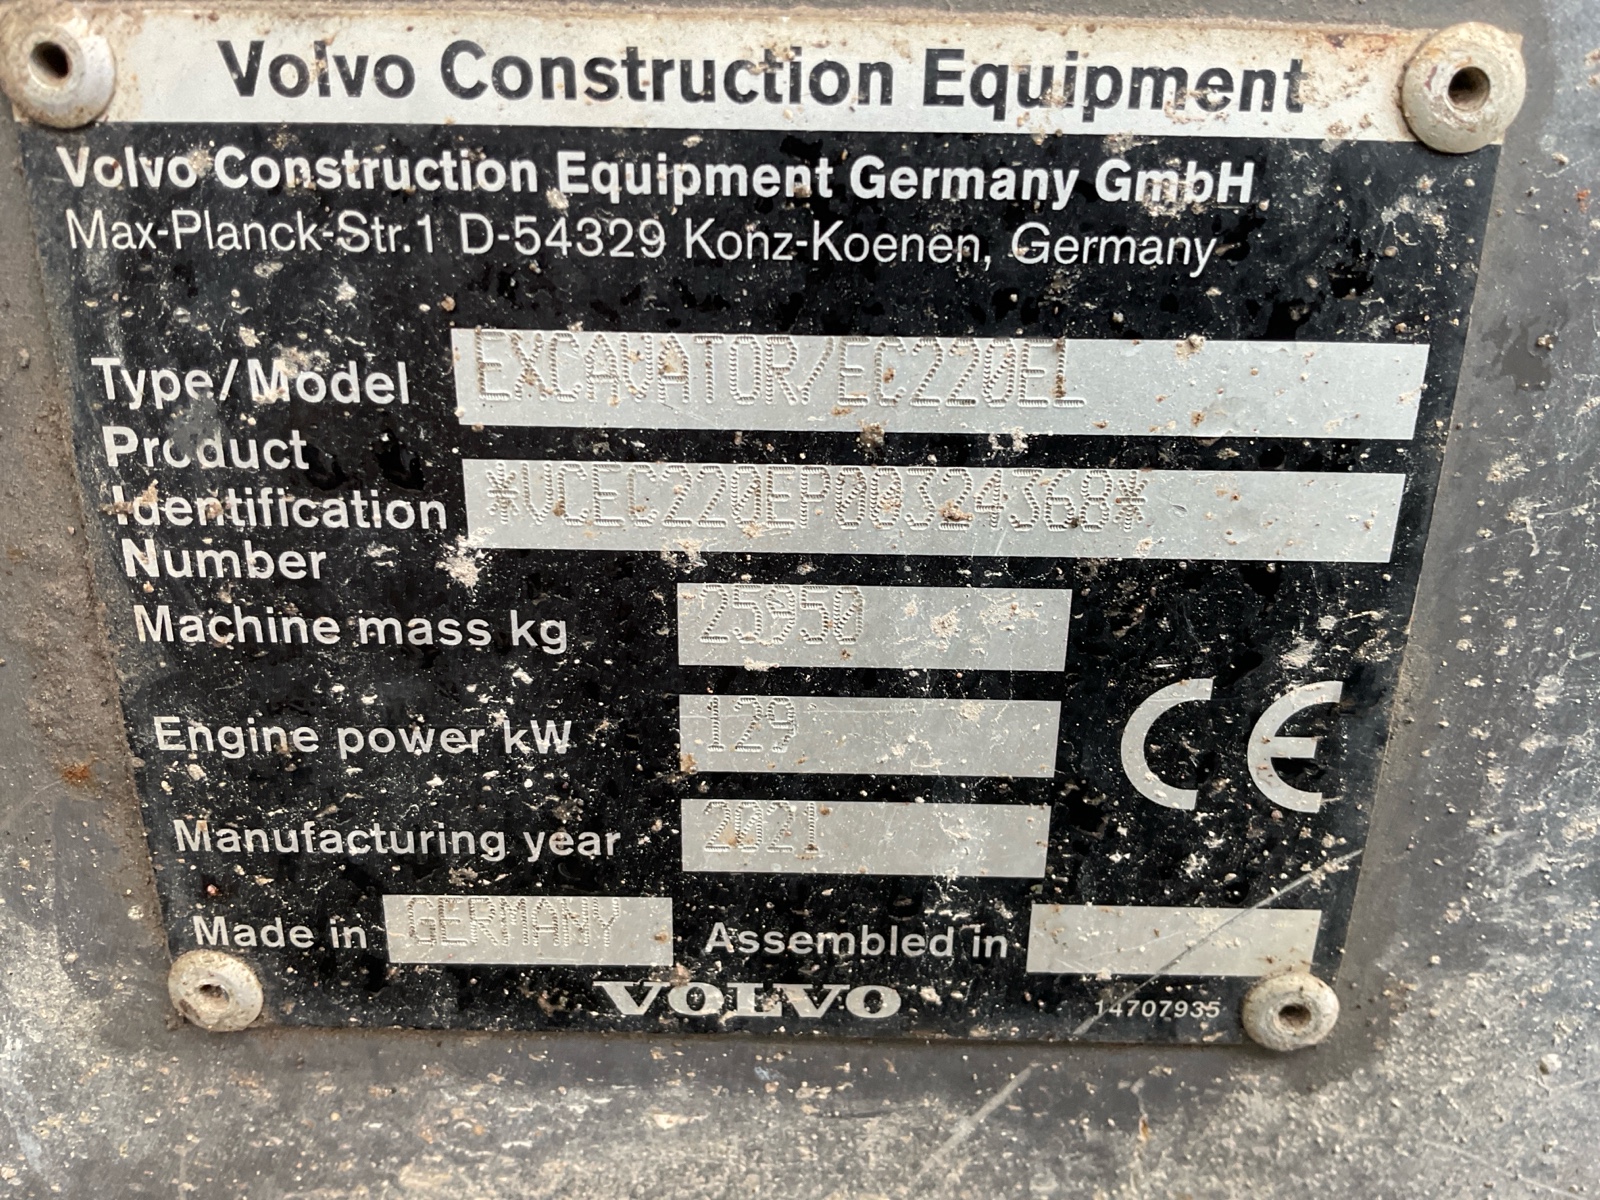 Volvo Construction Equipment
Volvo Construction Equipment Germany GmbH
Max-Planck-Str.1 D-54329 Konz-Koenen, Germany
Type/Model EXCAVATOR/EC220EL
Product
Identification
Number *VCEC220EP00324368*
Machine mass kg 25950
Engine power kW 129
Manufacturing year 2021
CE
Made in GERMANY Assembled in
VOLVO 14707935